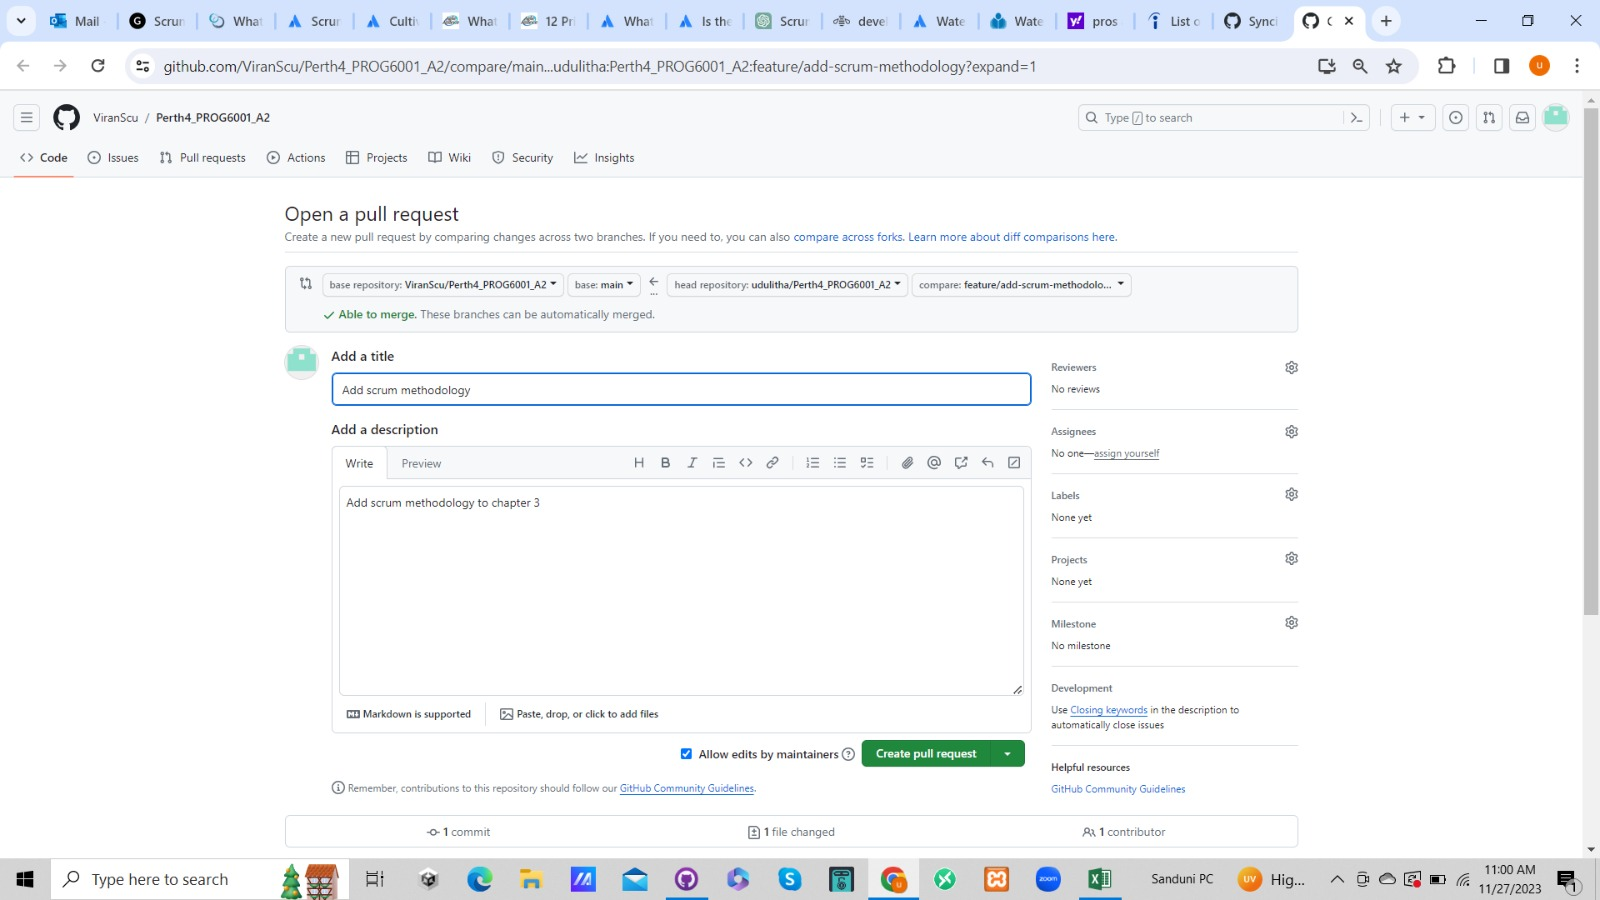 Mail
Scrun
What
Scru
Culti
What
12 Pri
What
Is the
Scrur
deve
Wate
Wate
pros
List o
Synci
github.com/ViranScu/Perth4_PROG6001_A2/compare/main...udulitha:Perth4_PROG6001_A2:feature/add-scrum-methodology?expand=1
ViranScu / Perth4_PROG6001_A2
Type / to search
Code Issues Pull requests Actions Projects Wiki Security Insights
Open a pull request
Create a new pull request by comparing changes across two branches. If you need to, you can also compare across forks. Learn more about diff comparisons here.
base repository: ViranScu/Perth4_PROG6001_A2 base: main ... head repository: udulitha/Perth4_PROG6001_A2 compare: feature/add-scrum-methodolo...
Able to merge. These branches can be automatically merged.
Add a title
Add scrum methodology
Add a description
Write Preview
Add scrum methodology to chapter 3
Markdown is supported Paste, drop, or click to add files
Allow edits by maintainers Create pull request
Remember, contributions to this repository should follow our GitHub Community Guidelines.
Reviewers
No reviews
Assignees
No one—assign yourself
Labels
None yet
Projects
None yet
Milestone
No milestone
Development
Use Closing keywords in the description to
automatically close issues
Helpful resources
GitHub Community Guidelines
1 commit 1 file changed 1 contributor
Type here to search
zoom
Sanduni PC
UV Hig...
11:00 AM
11/27/2023
1